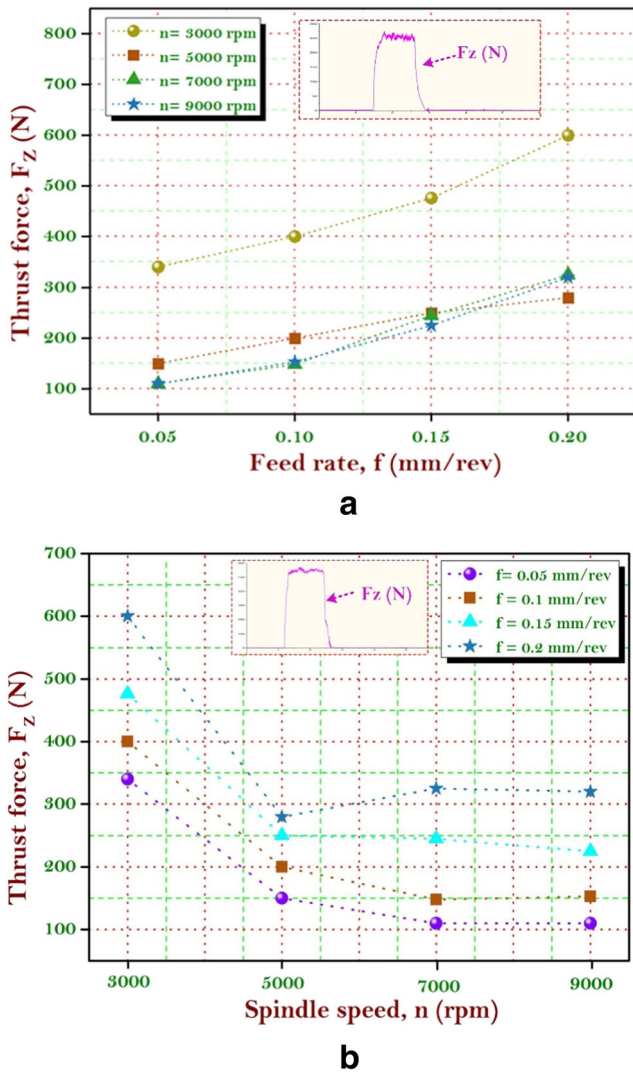 800
700
600
500
400
300
200
100
Thrust force, FZ (N)
n= 3000 rpm
n= 5000 rpm
n= 7000 rpm
n= 9000 rpm
Fz (N)
0.05
0.10
0.15
0.20
Feed rate, f (mm/rev)
a
700
600
500
400
300
200
100
Thrust force, FZ (N)
Fz (N)
f= 0.05 mm/rev
f = 0.1 mm/rev
f = 0.15 mm/rev
f = 0.2 mm/rev
3000
5000
7000
9000
Spindle speed, n (rpm)
b